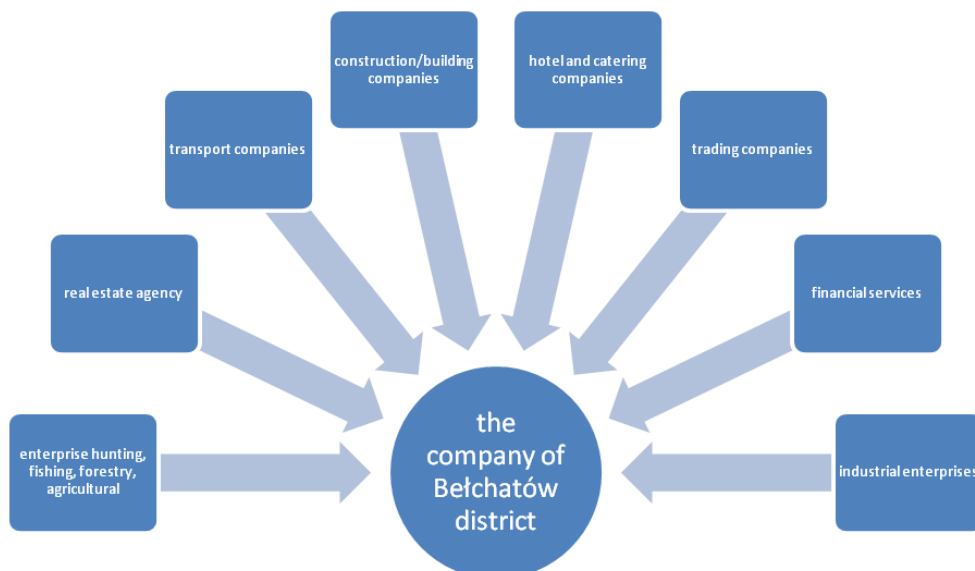 construction/building
companies
hotel and catering
companies
transport companies
trading companies
real estate agency
financial services
enterprise hunting,
fishing, forestry,
agricultural
the
company of
Bełchatów
district
industrial enterprises